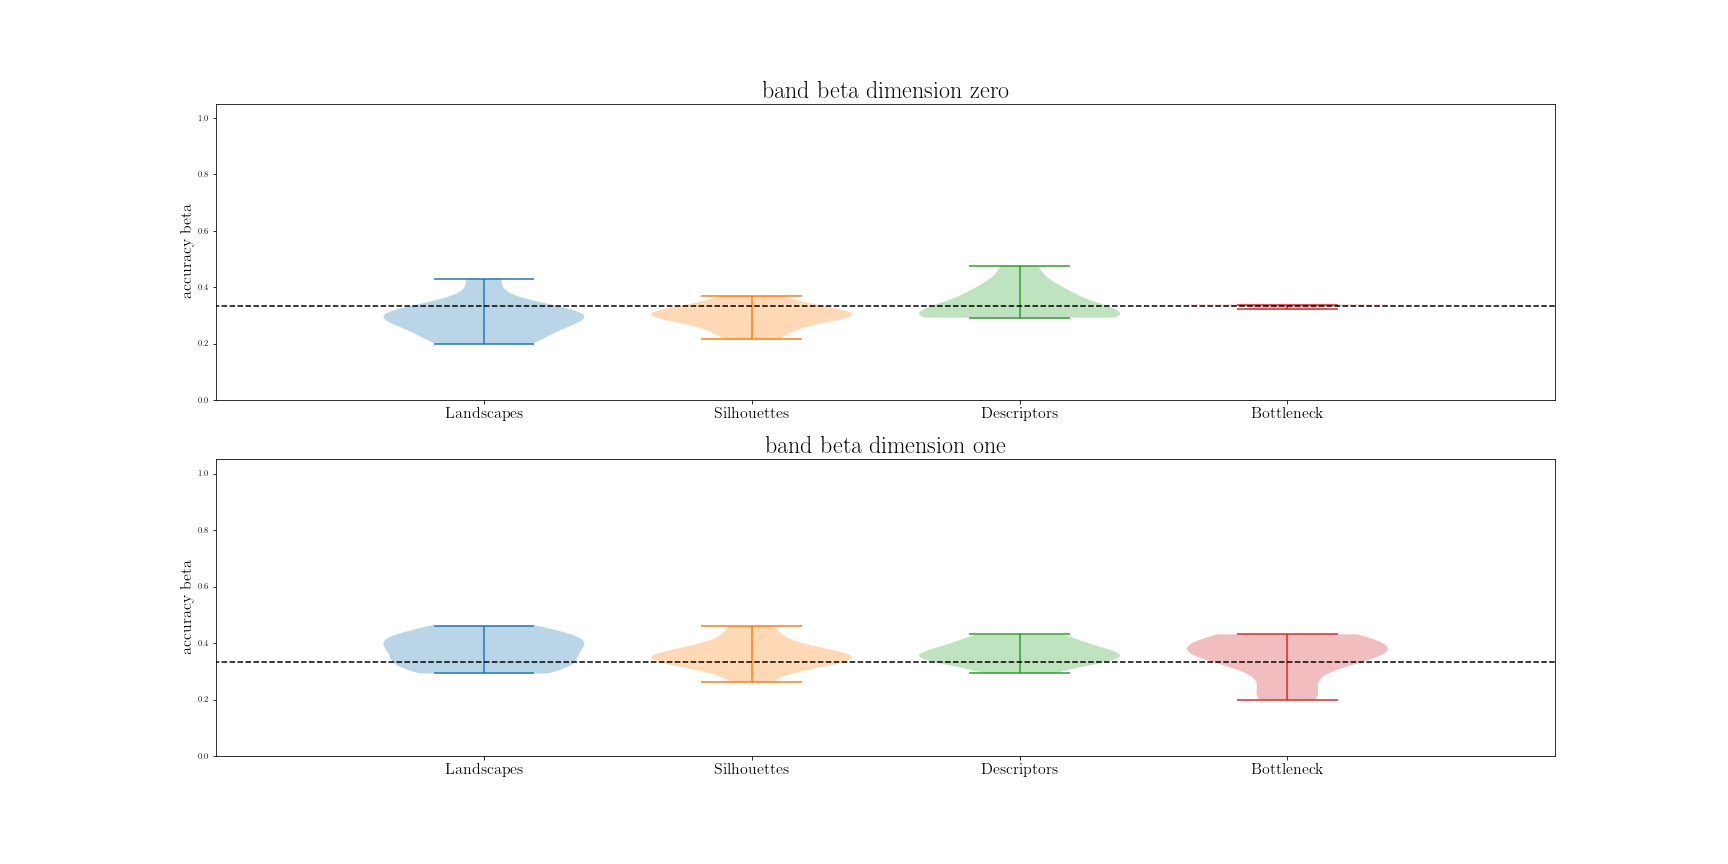 band beta dimension zero
accuracy beta
1.0
0.8
0.6
0.4
0.2
0.0
Landscapes Silhouettes Descriptors Bottleneck
band beta dimension one
accuracy beta
1.0
0.8
0.6
0.4
0.2
0.0
Landscapes Silhouettes Descriptors Bottleneck